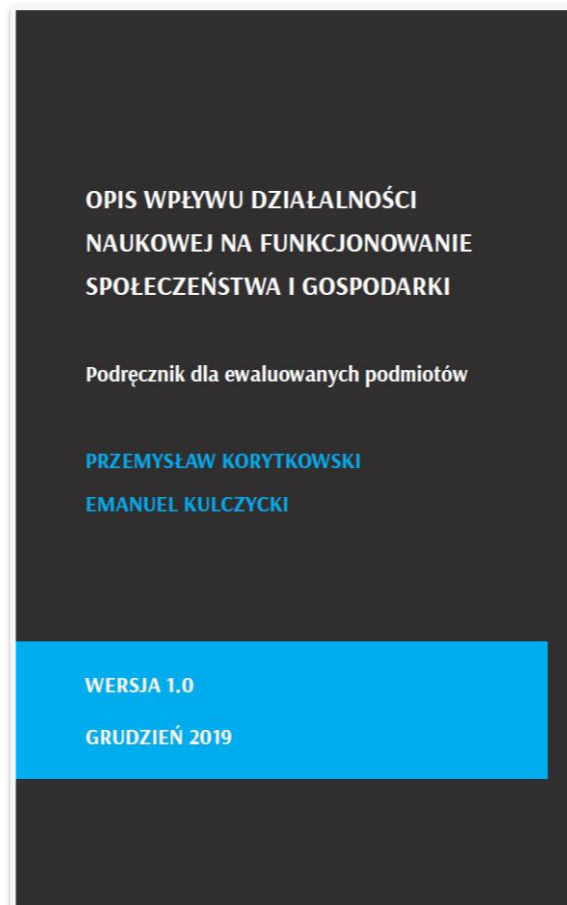 OPIS WPŁYWU DZIAŁALNOŚCI
NAUKOWEJ NA FUNKCJONOWANIE
SPOŁECZEŃSTWA I GOSPODARKI
Podręcznik dla ewaluowanych podmiotów
PRZEMYSŁAW KORYTKOWSKI
EMANUEL KULCZYCKI
WERSJA 1.0
GRUDZIEŃ 2019